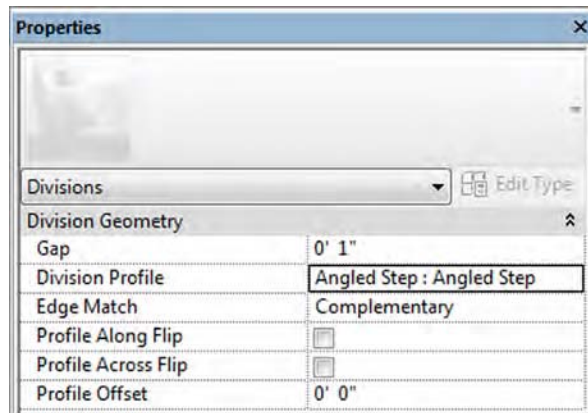 Properties
Divisions Edit Type
Division Geometry
Gap 0' 1"
Division Profile Angled Step : Angled Step
Edge Match Complementary
Profile Along Flip
Profile Across Flip
Profile Offset 0' 0"